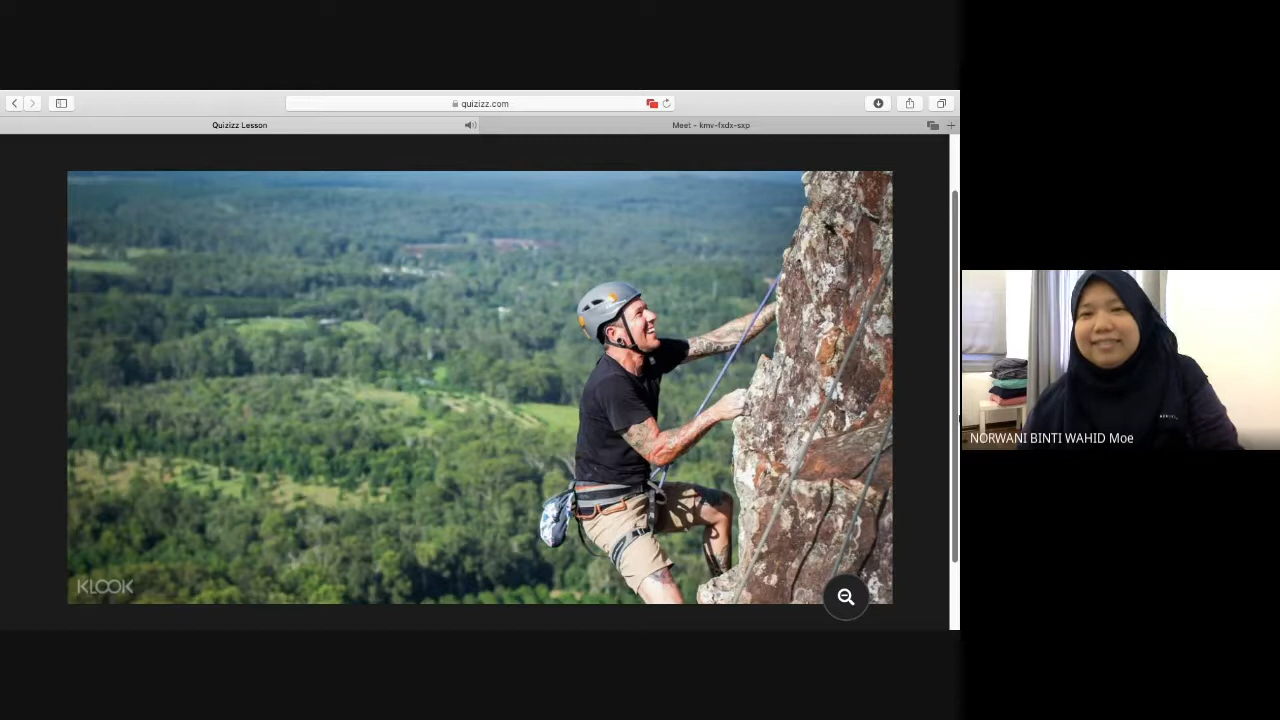 quizizz.com
Quizizz Lesson
Meet - kmv-fxdx-sxp
KLOOK
NORWANI BINTI WAHID Moe